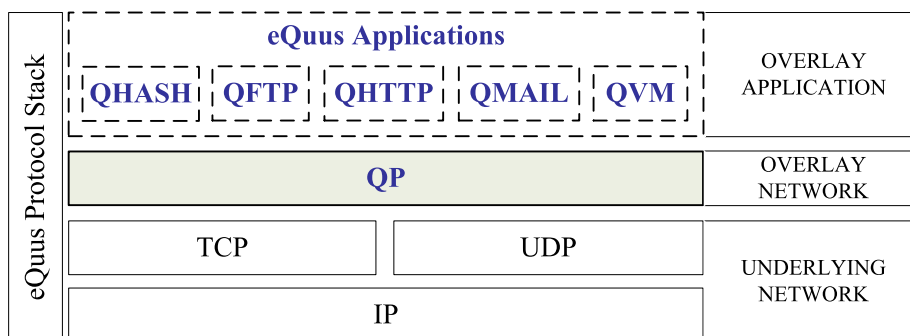 eQuus Protocol Stack
eQuus Applications
QHASH
QFTP
QHTTP
QMAIL
QVM
OVERLAY
APPLICATION
QP
OVERLAY
NETWORK
TCP
UDP
IP
UNDERLYING
NETWORK